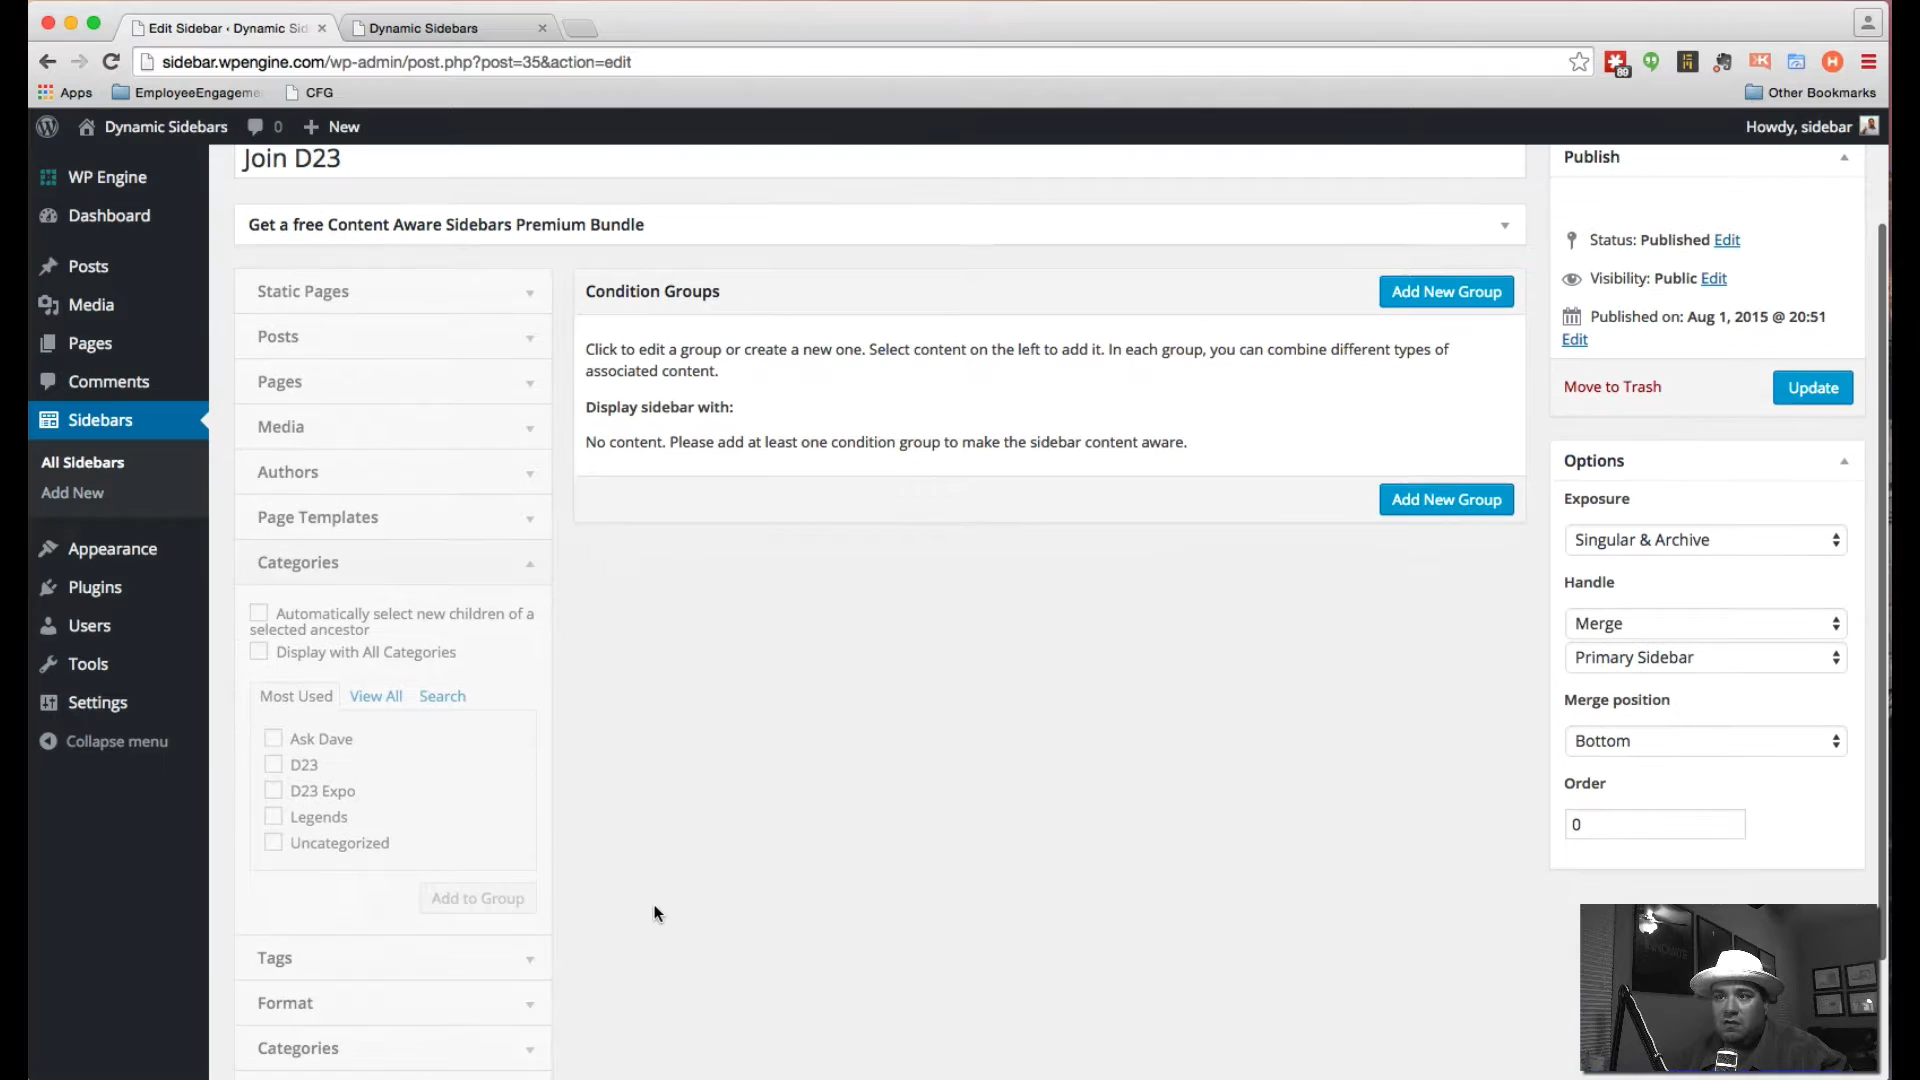 Edit Sidebar ‹ Dynamic Sid
Dynamic Sidebars
sidebar.wpengine.com/wp-admin/post.php?post=35&action=edit
89
Apps
EmployeeEngageme
CFG
Other Bookmarks
Dynamic Sidebars
0
New
Howdy, sidebar
WP Engine
Dashboard
Posts
Media
Pages
Comments
Sidebars
All Sidebars
Add New
Appearance
Plugins
Users
Tools
Settings
Collapse menu
Join D23
Get a free Content Aware Sidebars Premium Bundle
Static Pages
Posts
Pages
Media
Authors
Page Templates
Categories
Automatically select new children of a
selected ancestor
Display with All Categories
Most Used
View All
Search
Ask Dave
D23
D23 Expo
Legends
Uncategorized
Add to Group
Tags
Format
Categories
Condition Groups
Add New Group
Click to edit a group or create a new one. Select content on the left to add it. In each group, you can combine different types of
associated content.
Display sidebar with:
No content. Please add at least one condition group to make the sidebar content aware.
Add New Group
Publish
Status: Published Edit
Visibility: Public Edit
Published on: Aug 1, 2015 @ 20:51
Edit
Move to Trash
Update
Options
Exposure
Singular & Archive
Handle
Merge
Primary Sidebar
Merge position
Bottom
Order
0